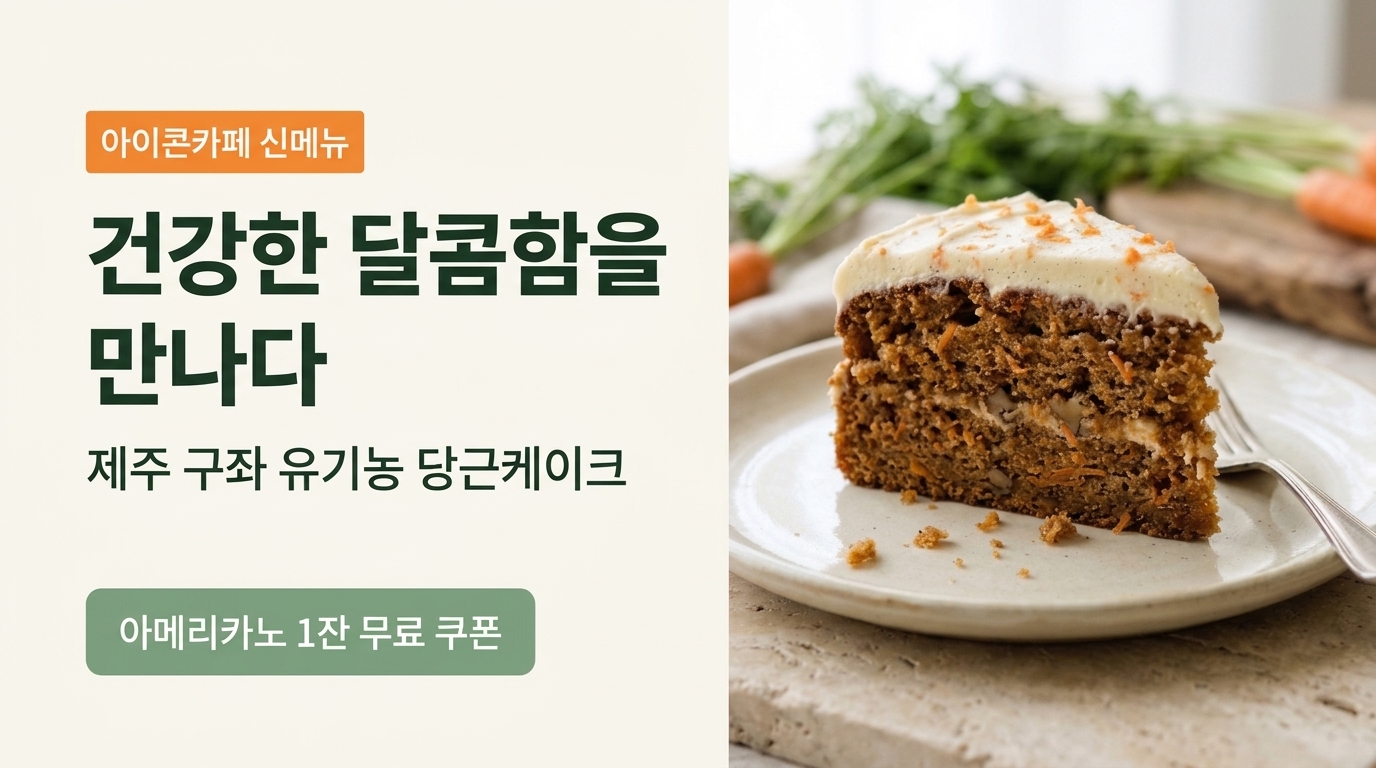 아이콘카페 신메뉴
건강한 달콤함을
만나다
제주 구좌 유기농 당근케이크
아메리카노 1잔 무료 쿠폰